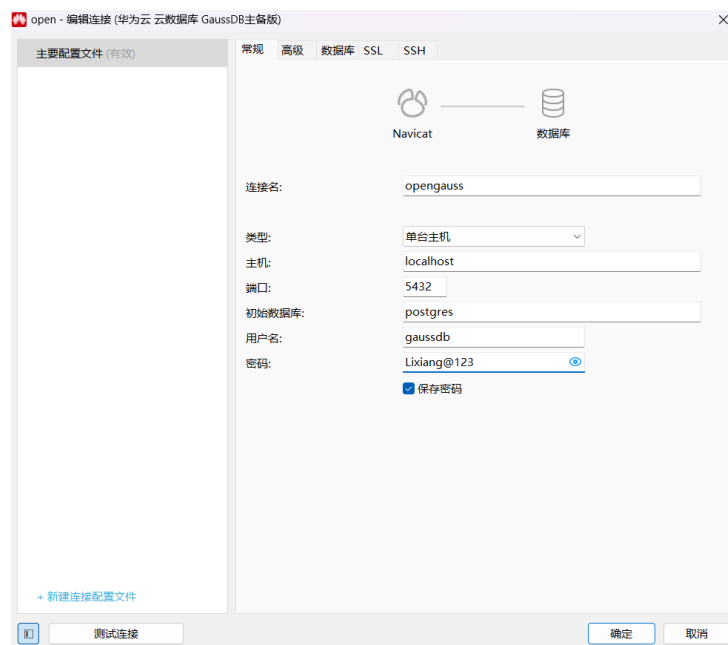 open - 编辑连接 (华为云 云数据库 GaussDB主备版)
主要配置文件 (有效)
常规 高级 数据库 SSL SSH
Navicat 数据库
连接名: opengauss
类型: 单台主机
主机: localhost
端口: 5432
初始数据库: postgres
用户名: gaussdb
密码: Lixiang@123
保存密码
+ 新建连接配置文件
测试连接 确定 取消